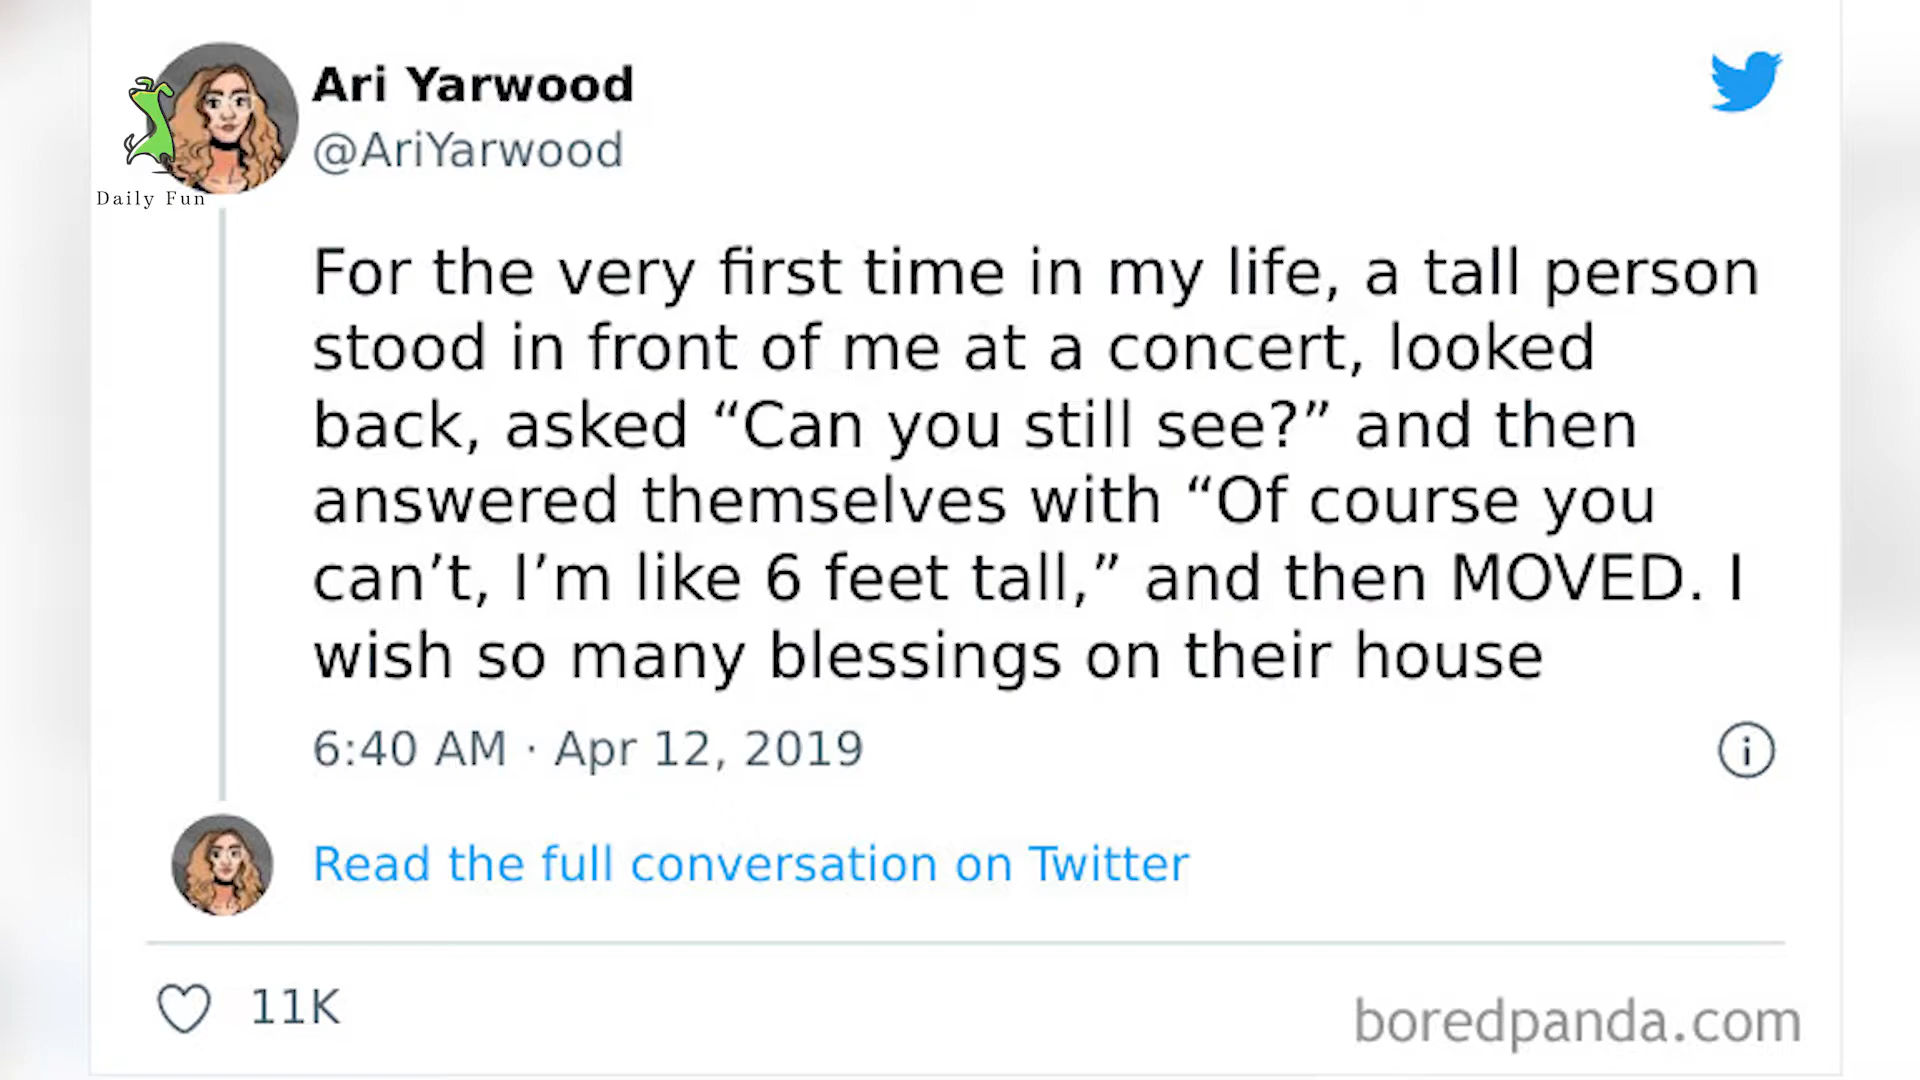 Ari Yarwood
@AriYarwood
Daily Fun
For the very first time in my life, a tall person
stood in front of me at a concert, looked
back, asked “Can you still see?” and then
answered themselves with “Of course you
can’t, I’m like 6 feet tall,” and then MOVED. I
wish so many blessings on their house
6:40 AM · Apr 12, 2019
Read the full conversation on Twitter
11K
boredpanda.com